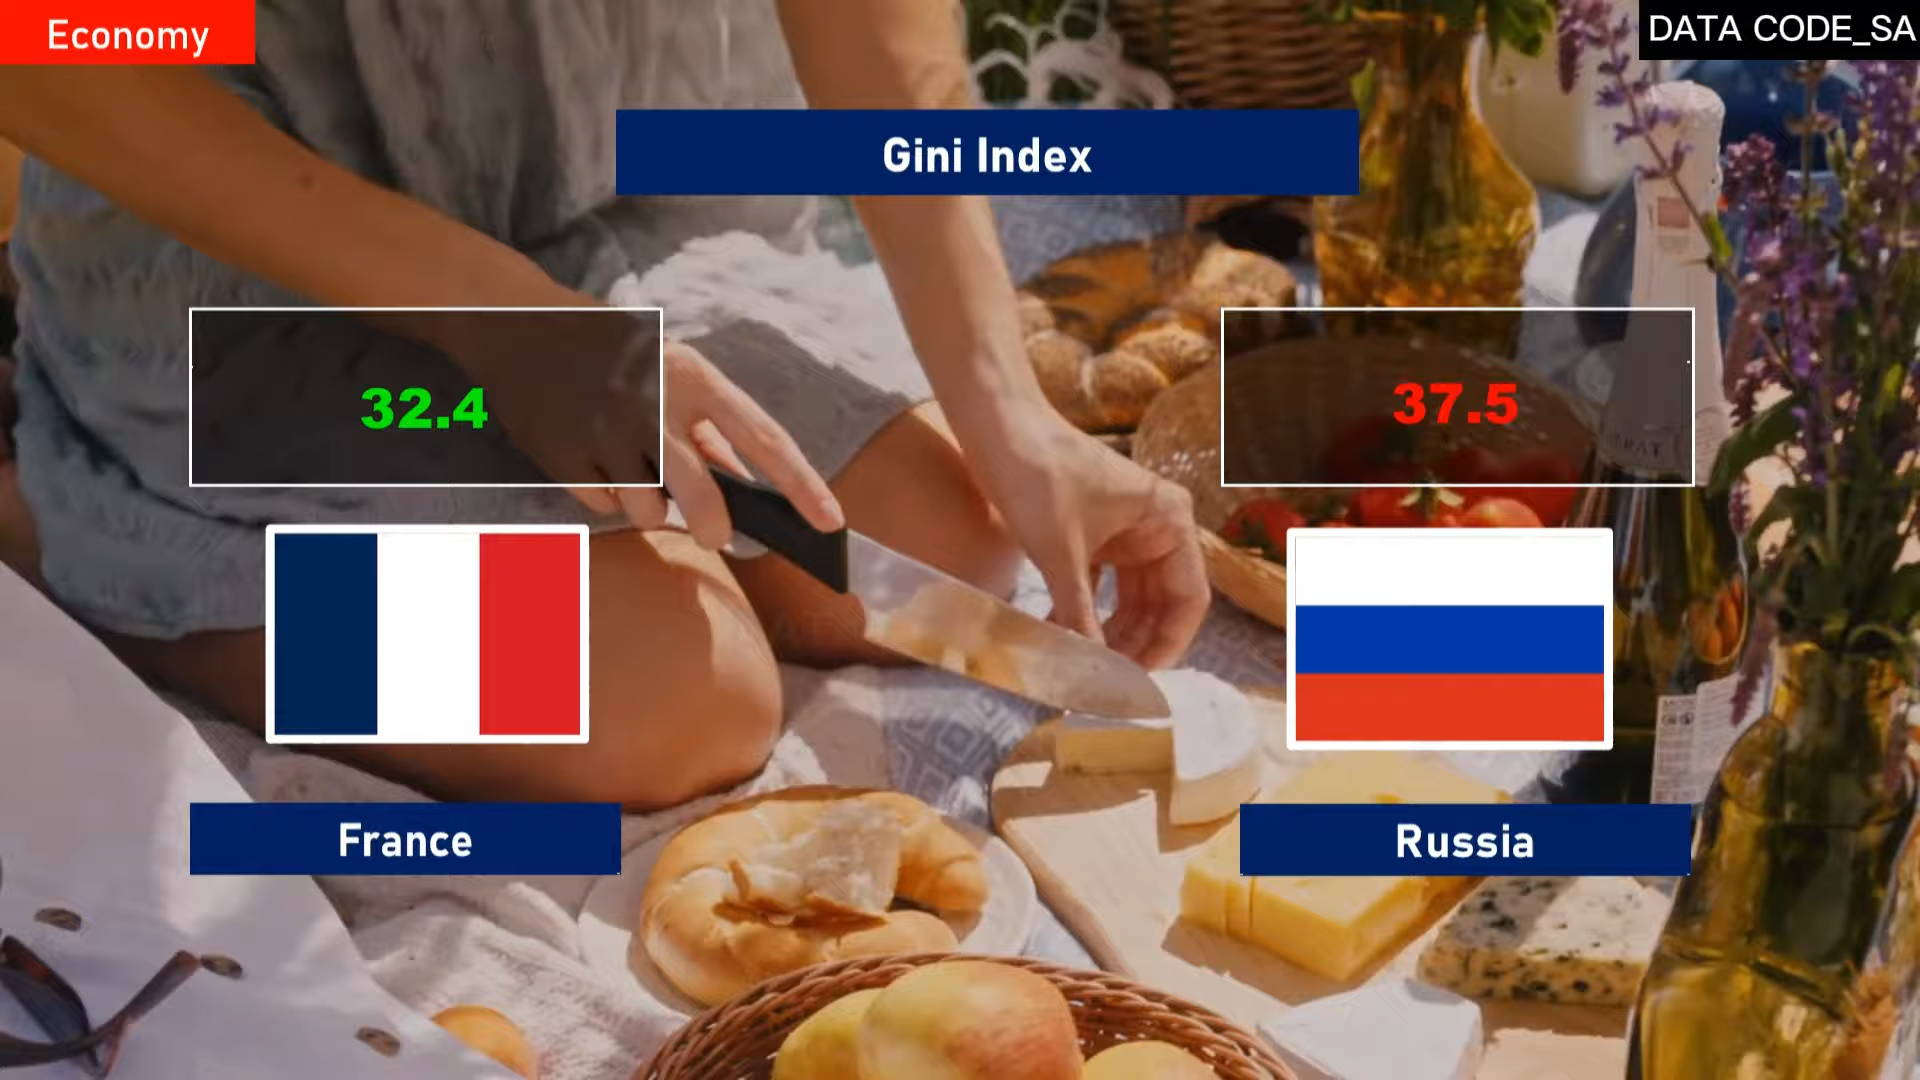 Economy
DATA CODE_SA
Gini Index
32.4
37.5
France
Russia